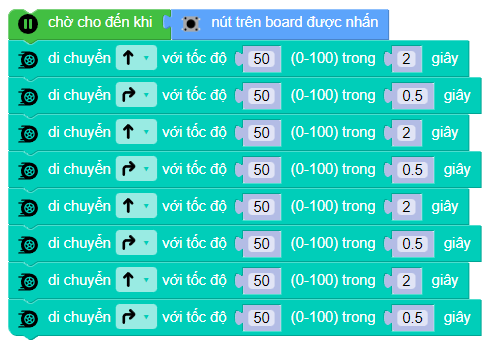 chờ cho đến khi nút trên board được nhấn
di chuyển với tốc độ 50 (0-100) trong 2 giây
di chuyển với tốc độ 50 (0-100) trong 0.5 giây
di chuyển với tốc độ 50 (0-100) trong 2 giây
di chuyển với tốc độ 50 (0-100) trong 0.5 giây
di chuyển với tốc độ 50 (0-100) trong 2 giây
di chuyển với tốc độ 50 (0-100) trong 0.5 giây
di chuyển với tốc độ 50 (0-100) trong 2 giây
di chuyển với tốc độ 50 (0-100) trong 0.5 giây